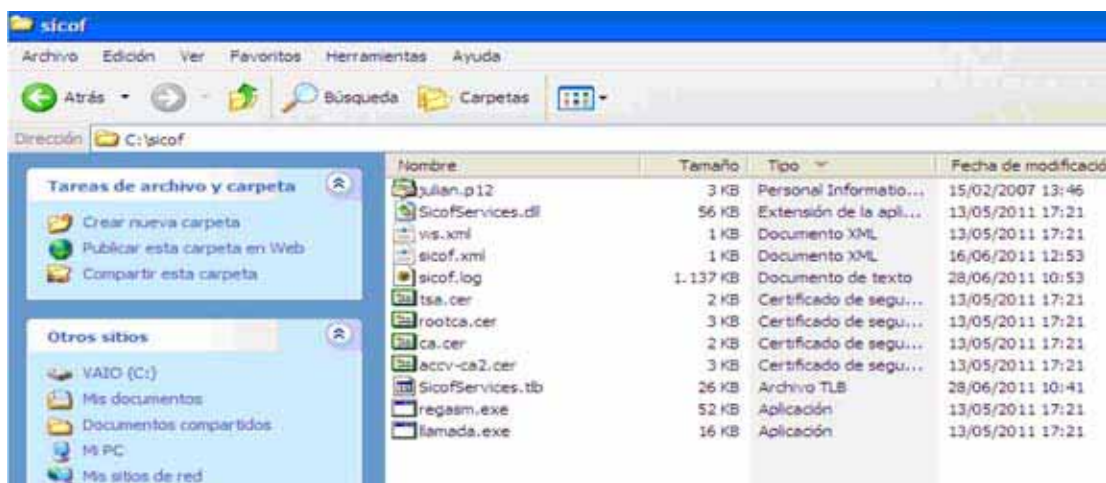 sicof
Archivo Edición Ver Favoritos Herramientas Ayuda
Atrás Búsqueda Carpetas
Dirección C:\sicof
Tareas de archivo y carpeta
Crear nueva carpeta
Publicar esta carpeta en Web
Compartir esta carpeta
Otros sitios
VAIO (C:)
Mis documentos
Documentos compartidos
Mi PC
Mis sitios de red
Nombre Tamaño Tipo Fecha de modificació
julian.p12 3 KB Personal Informatio... 15/02/2007 13:46
SicofServices.dll 56 KB Extensión de la apli... 13/05/2011 17:21
ws.xml 1 KB Documento XML 13/05/2011 17:21
sicof.xml 1 KB Documento XML 16/06/2011 12:53
sicof.log 1.137 KB Documento de texto 28/06/2011 10:53
tsa.cer 2 KB Certificado de segu... 13/05/2011 17:21
rootca.cer 3 KB Certificado de segu... 13/05/2011 17:21
ca.cer 2 KB Certificado de segu... 13/05/2011 17:21
accv-ca2.cer 3 KB Certificado de segu... 13/05/2011 17:21
SicofServices.tlb 26 KB Archivo TLB 28/06/2011 10:41
regasm.exe 52 KB Aplicación 13/05/2011 17:21
llamada.exe 16 KB Aplicación 13/05/2011 17:21